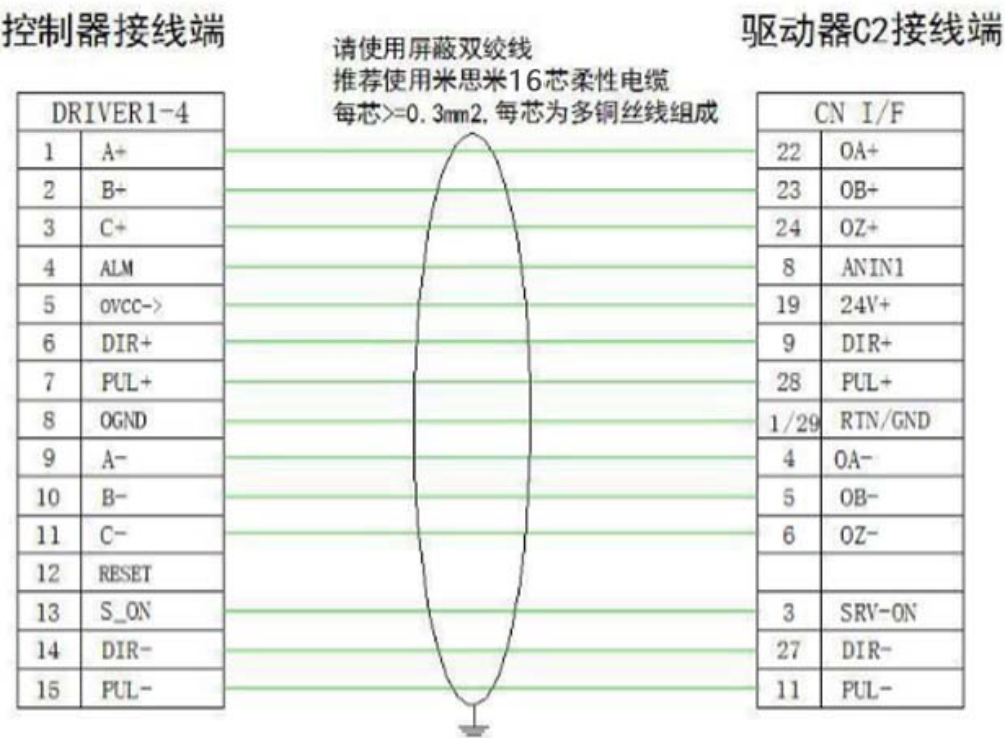 控制器接线端
驱动器C2接线端
请使用屏蔽双绞线
推荐使用米思米16芯柔性电缆
每芯>=0.3mm2,每芯为多铜丝线组成
DRIVER1-4
CN I/F
1 A+ 22 OA+
2 B+ 23 OB+
3 C+ 24 OZ+
4 ALM 8 ANIN1
5 OVCC-> 19 24V+
6 DIR+ 9 DIR+
7 PUL+ 28 PUL+
8 OGND 1/29 RTN/GND
9 A- 4 OA-
10 B- 5 OB-
11 C- 6 OZ-
12 RESET
13 S_ON 3 SRV-ON
14 DIR- 27 DIR-
15 PUL- 11 PUL-